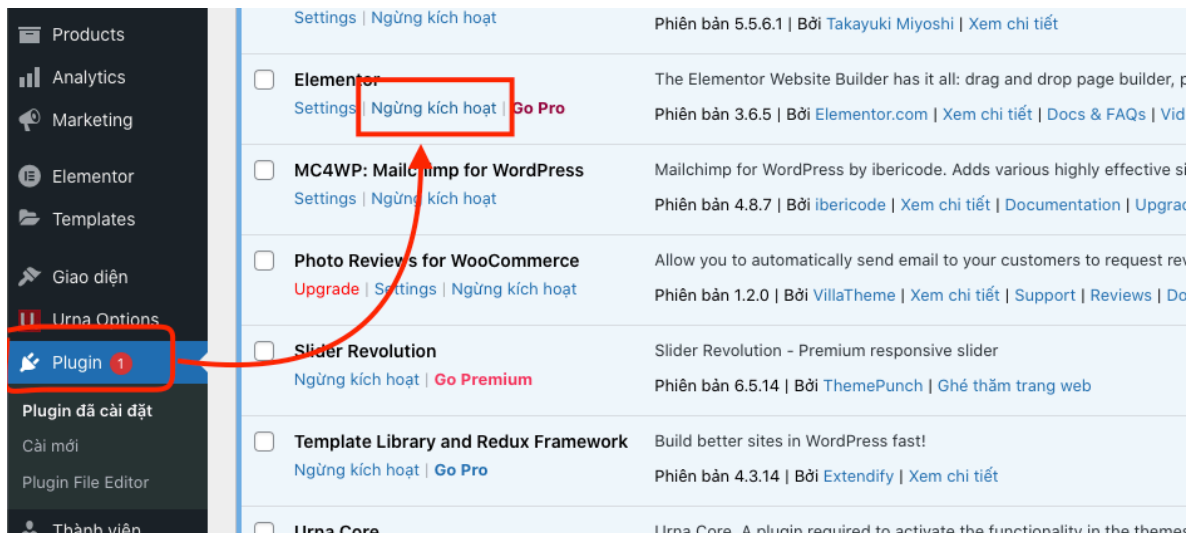 Products
Analytics
Marketing
Elementor
Templates
Giao diện
Urna Options
Plugin 1
Plugin đã cài đặt
Cài mới
Plugin File Editor
Thành viên
Settings | Ngừng kích hoạt
Phiên bản 5.5.6.1 | Bởi Takayuki Miyoshi | Xem chi tiết
Elementor
Settings | Ngừng kích hoạt | Go Pro
The Elementor Website Builder has it all: drag and drop page builder,
Phiên bản 3.6.5 | Bởi Elementor.com | Xem chi tiết | Docs & FAQs | Vid
MC4WP: Mailchimp for WordPress
Settings | Ngừng kích hoạt
Mailchimp for WordPress by ibericode. Adds various highly effective si
Phiên bản 4.8.7 | Bởi ibericode | Xem chi tiết | Documentation | Upgrad
Photo Reviews for WooCommerce
Upgrade | Settings | Ngừng kích hoạt
Allow you to automatically send email to your customers to request rev
Phiên bản 1.2.0 | Bởi VillaTheme | Xem chi tiết | Support | Reviews | Do
Slider Revolution
Ngừng kích hoạt | Go Premium
Slider Revolution - Premium responsive slider
Phiên bản 6.5.14 | Bởi ThemePunch | Ghé thăm trang web
Template Library and Redux Framework
Ngừng kích hoạt | Go Pro
Build better sites in WordPress fast!
Phiên bản 4.3.14 | Bởi Extendify | Xem chi tiết
Urna Core
Urna Core. A plugin required to activate the functionality in the themes